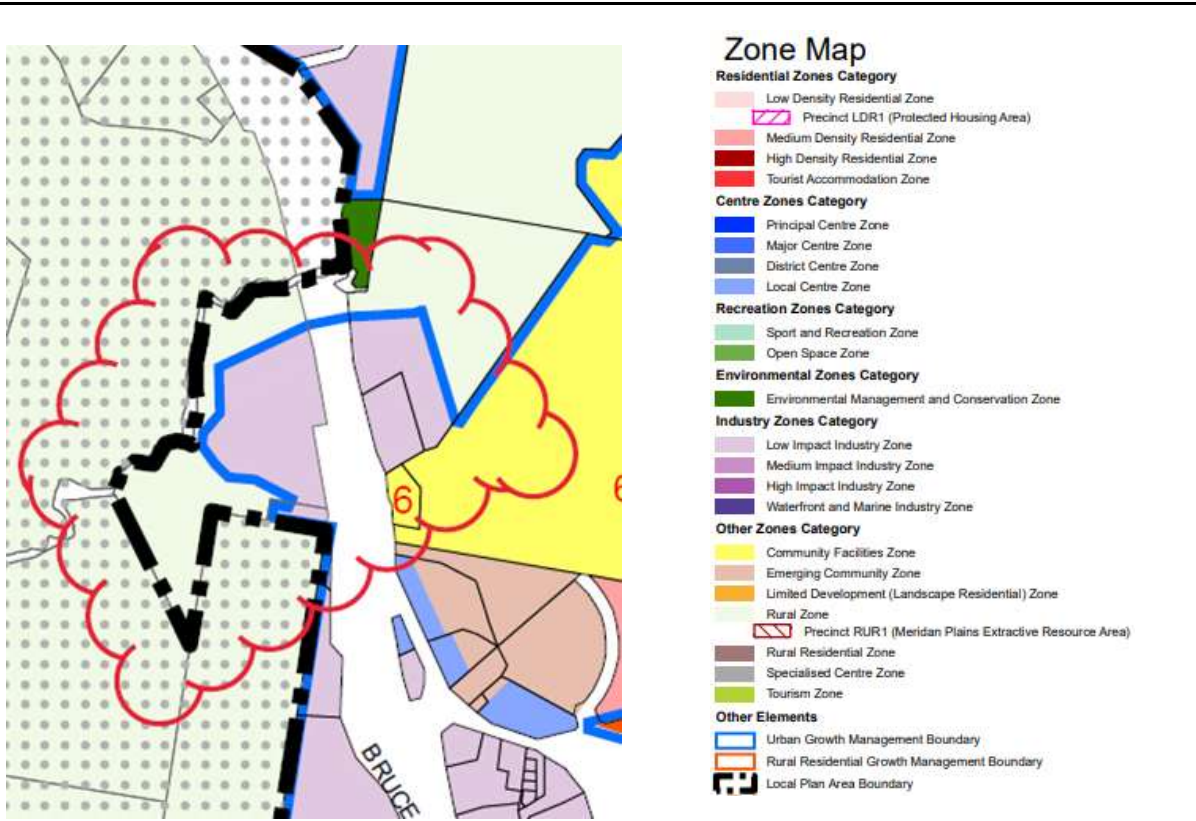 Zone Map
Residential Zones Category
Low Density Residential Zone
Precinct LDR1 (Protected Housing Area)
Medium Density Residential Zone
High Density Residential Zone
Tourist Accommodation Zone
Centre Zones Category
Principal Centre Zone
Major Centre Zone
District Centre Zone
Local Centre Zone
Recreation Zones Category
Sport and Recreation Zone
Open Space Zone
Environmental Zones Category
Environmental Management and Conservation Zone
Industry Zones Category
Low Impact Industry Zone
Medium Impact Industry Zone
High Impact Industry Zone
Waterfront and Marine Industry Zone
Other Zones Category
Community Facilities Zone
Emerging Community Zone
Limited Development (Landscape Residential) Zone
Rural Zone
Precinct RUR1 (Meridan Plains Extractive Resource Area)
Rural Residential Zone
Specialised Centre Zone
Tourism Zone
Other Elements
Urban Growth Management Boundary
Rural Residential Growth Management Boundary
Local Plan Area Boundary
6
BRUCE